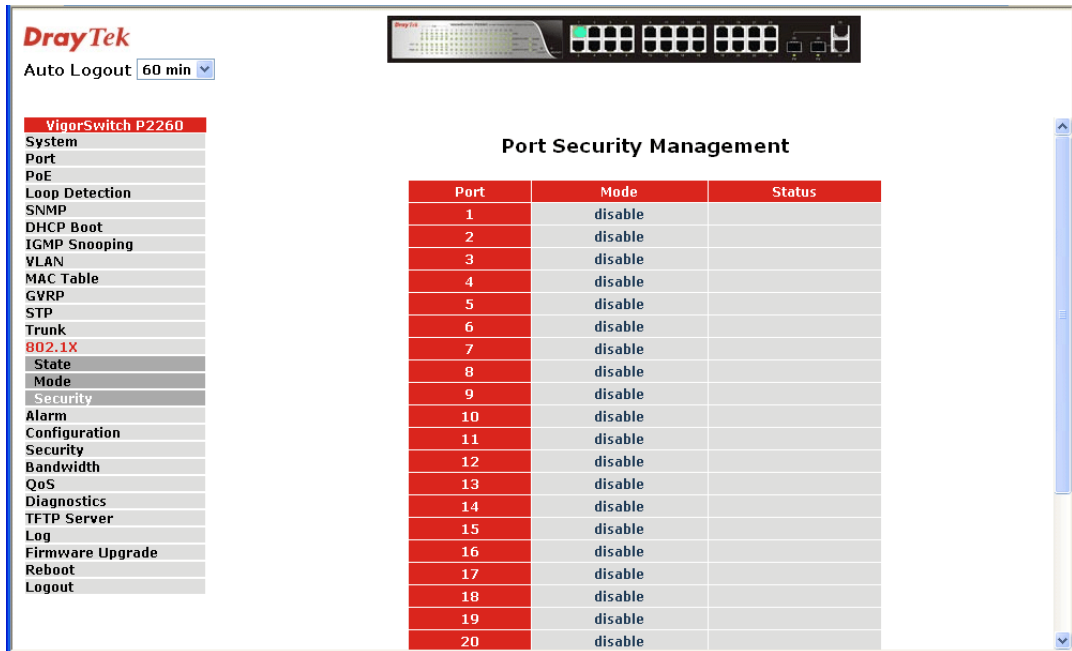 DrayTek
Auto Logout 60 min
VigorSwitch P2260
System
Port
PoE
Loop Detection
SNMP
DHCP Boot
IGMP Snooping
VLAN
MAC Table
GVRP
STP
Trunk
802.1X
State
Mode
Security
Alarm
Configuration
Security
Bandwidth
QoS
Diagnostics
TFTP Server
Log
Firmware Upgrade
Reboot
Logout
Port Security Management
Port Mode Status
1 disable
2 disable
3 disable
4 disable
5 disable
6 disable
7 disable
8 disable
9 disable
10 disable
11 disable
12 disable
13 disable
14 disable
15 disable
16 disable
17 disable
18 disable
19 disable
20 disable